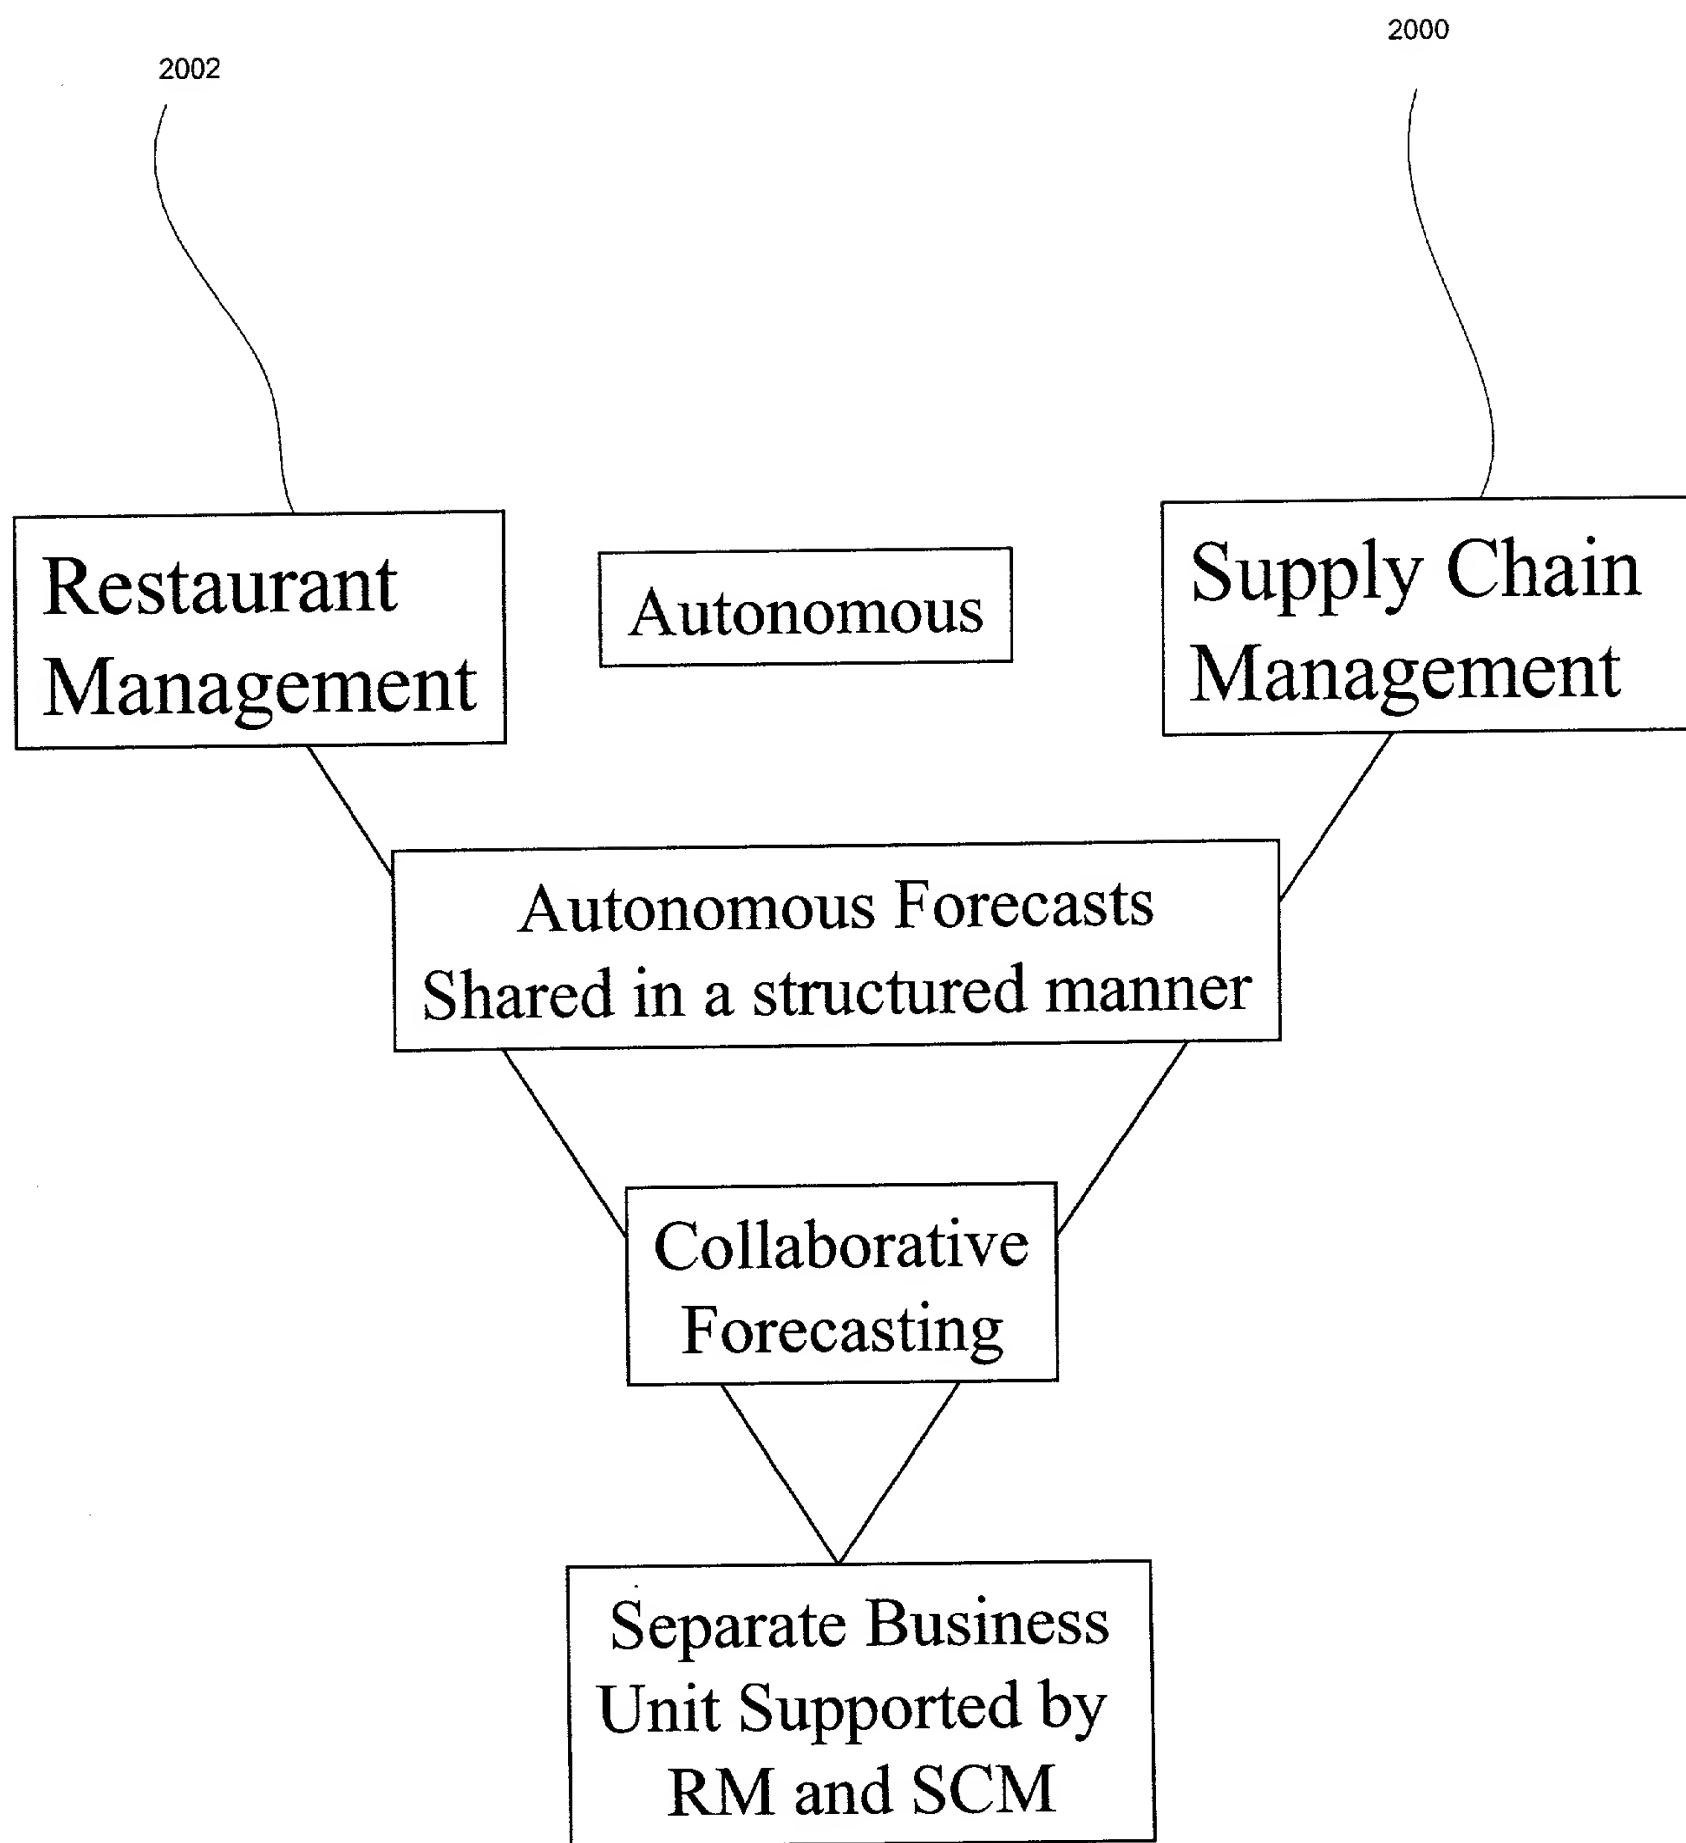 2002
2000
Restaurant
Management
Autonomous
Supply Chain
Management
Autonomous Forecasts
Shared in a structured manner
Collaborative
Forecasting
Separate Business
Unit Supported by
RM and SCM